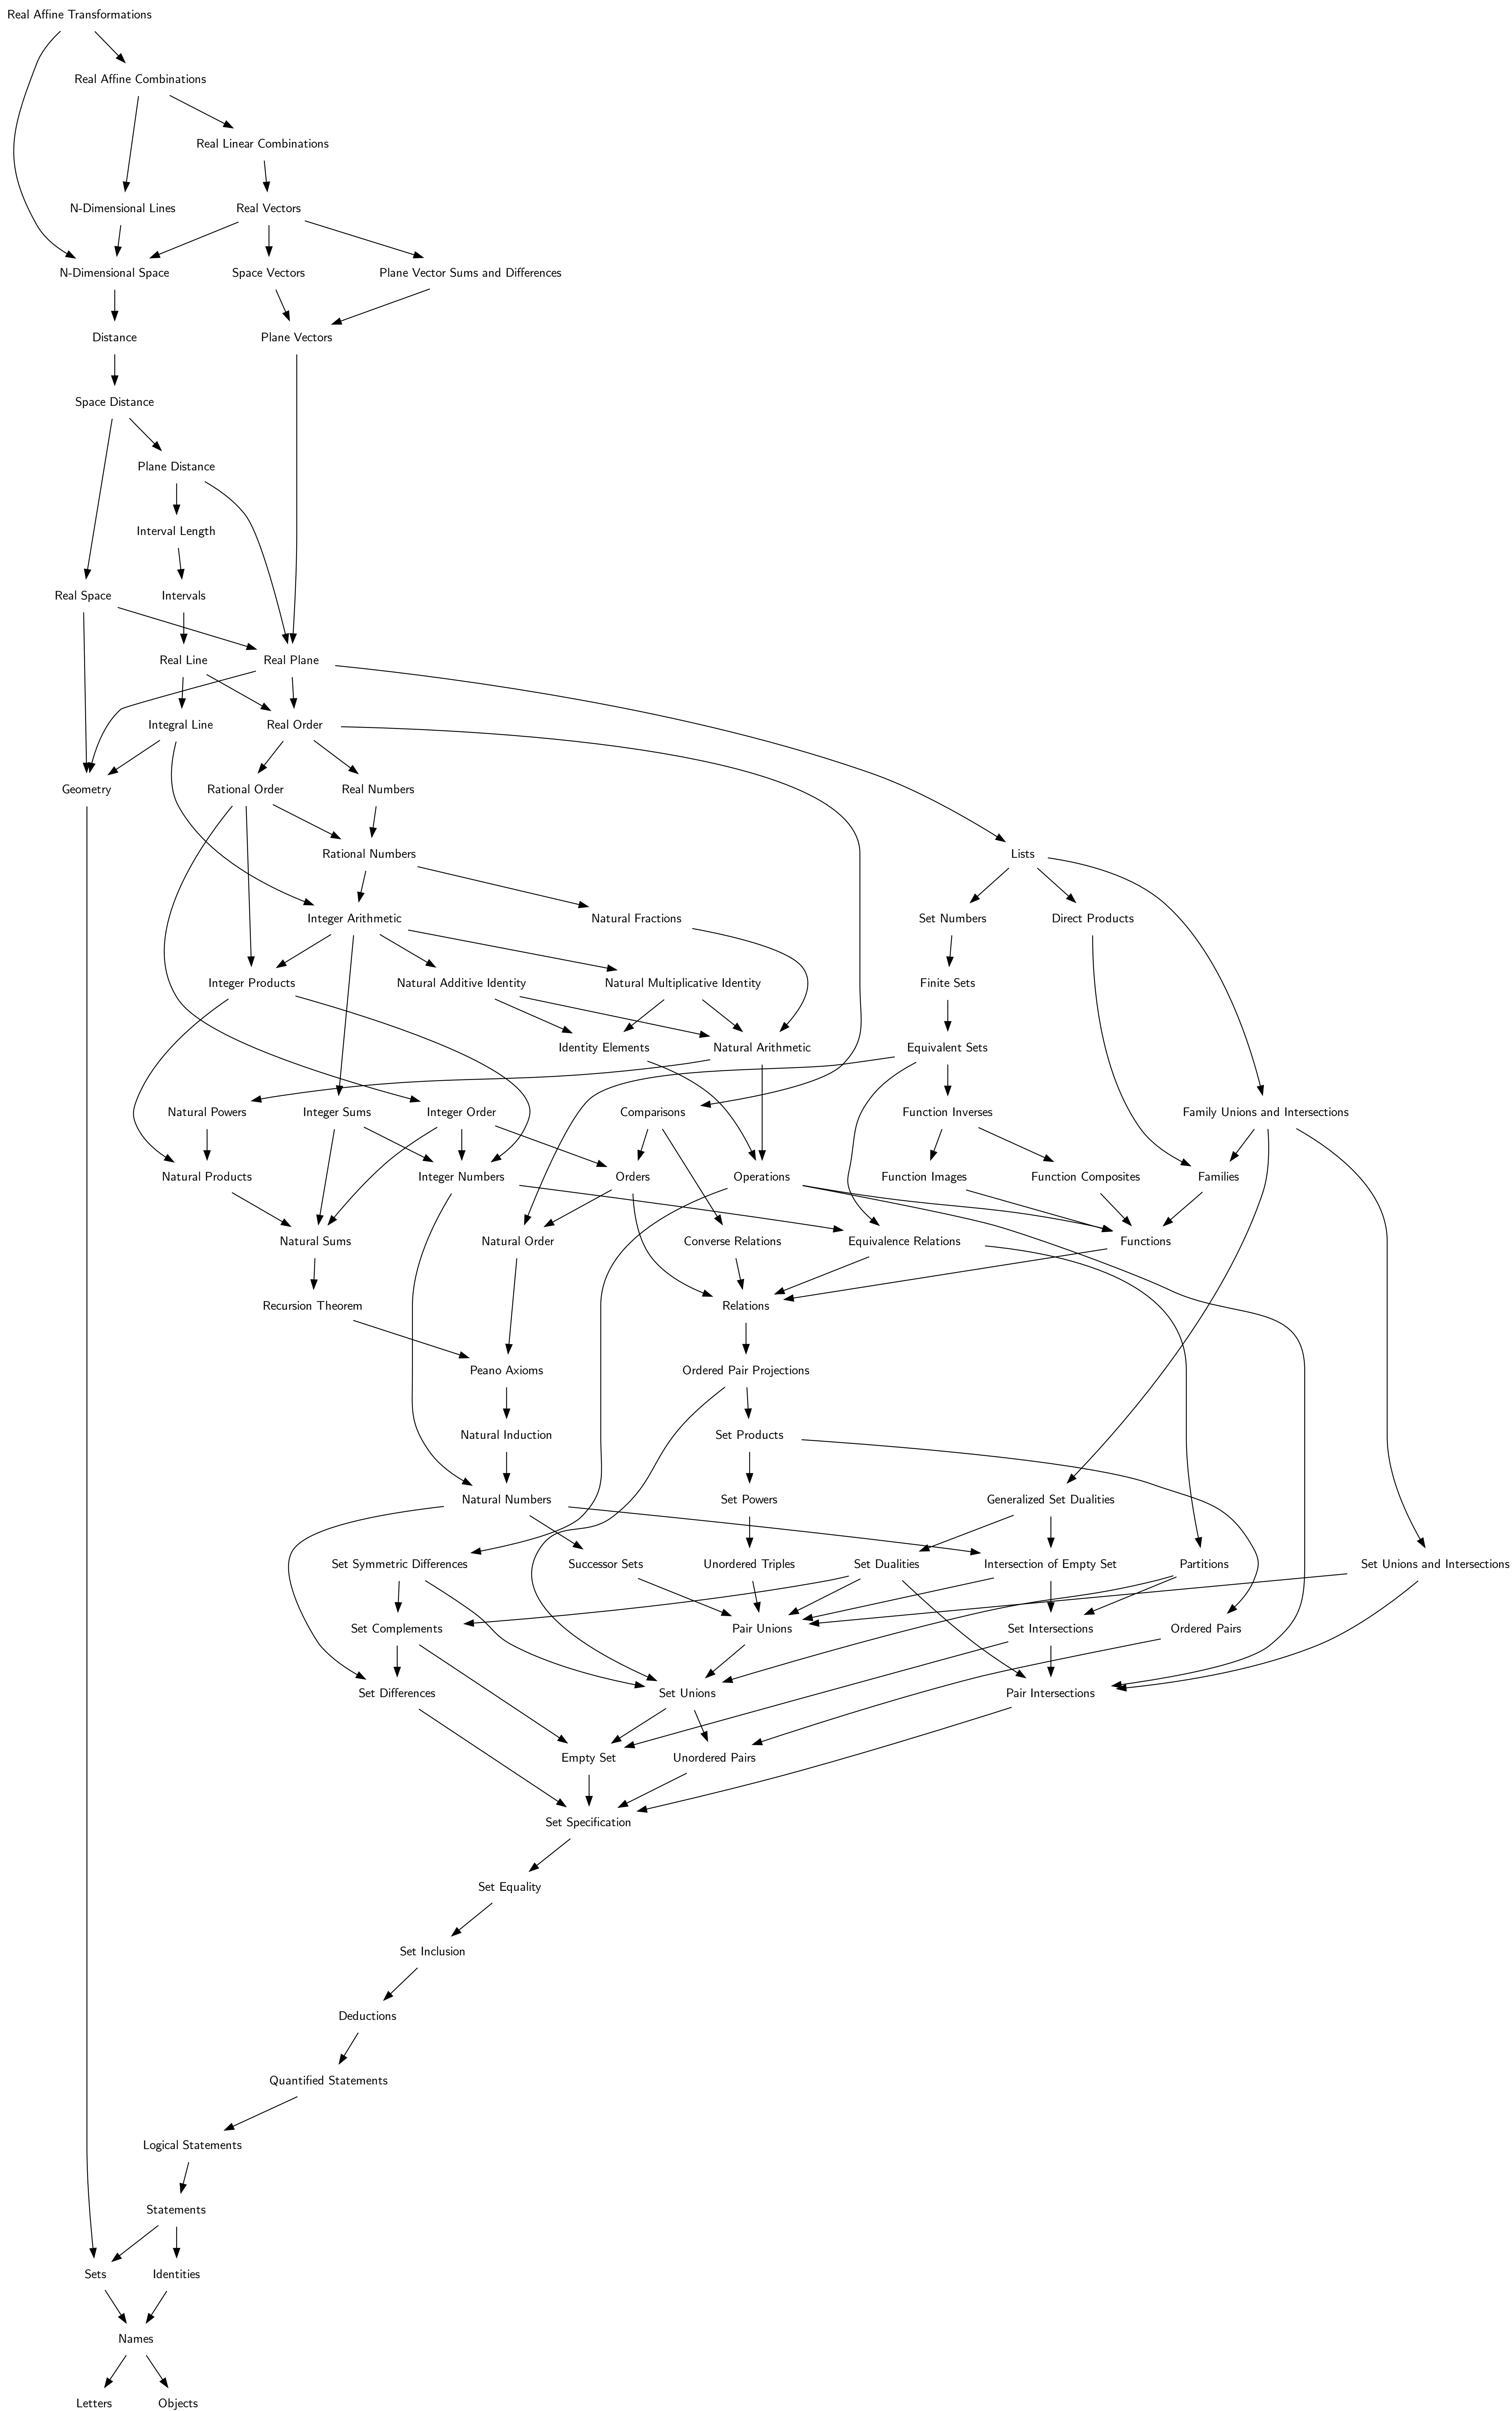 Real Affine Transformations
Real Affine Combinations
Real Linear Combinations
N-Dimensional Lines
Real Vectors
N-Dimensional Space
Space Vectors
Plane Vector Sums and Differences
Distance
Plane Vectors
Space Distance
Plane Distance
Interval Length
Real Space
Intervals
Real Line
Real Plane
Integral Line
Real Order
Geometry
Rational Order
Real Numbers
Rational Numbers
Lists
Integer Arithmetic
Natural Fractions
Set Numbers
Direct Products
Integer Products
Natural Additive Identity
Natural Multiplicative Identity
Finite Sets
Identity Elements
Natural Arithmetic
Equivalent Sets
Natural Powers
Integer Sums
Integer Order
Comparisons
Function Inverses
Family Unions and Intersections
Natural Products
Integer Numbers
Orders
Operations
Function Images
Function Composites
Families
Natural Sums
Natural Order
Converse Relations
Equivalence Relations
Functions
Recursion Theorem
Relations
Peano Axioms
Ordered Pair Projections
Natural Induction
Set Products
Natural Numbers
Set Powers
Generalized Set Dualities
Set Symmetric Differences
Successor Sets
Unordered Triples
Set Dualities
Intersection of Empty Set
Partitions
Set Unions and Intersections
Set Complements
Pair Unions
Set Intersections
Ordered Pairs
Set Differences
Set Unions
Pair Intersections
Empty Set
Unordered Pairs
Set Specification
Set Equality
Set Inclusion
Deductions
Quantified Statements
Logical Statements
Statements
Sets
Identities
Names
Letters
Objects